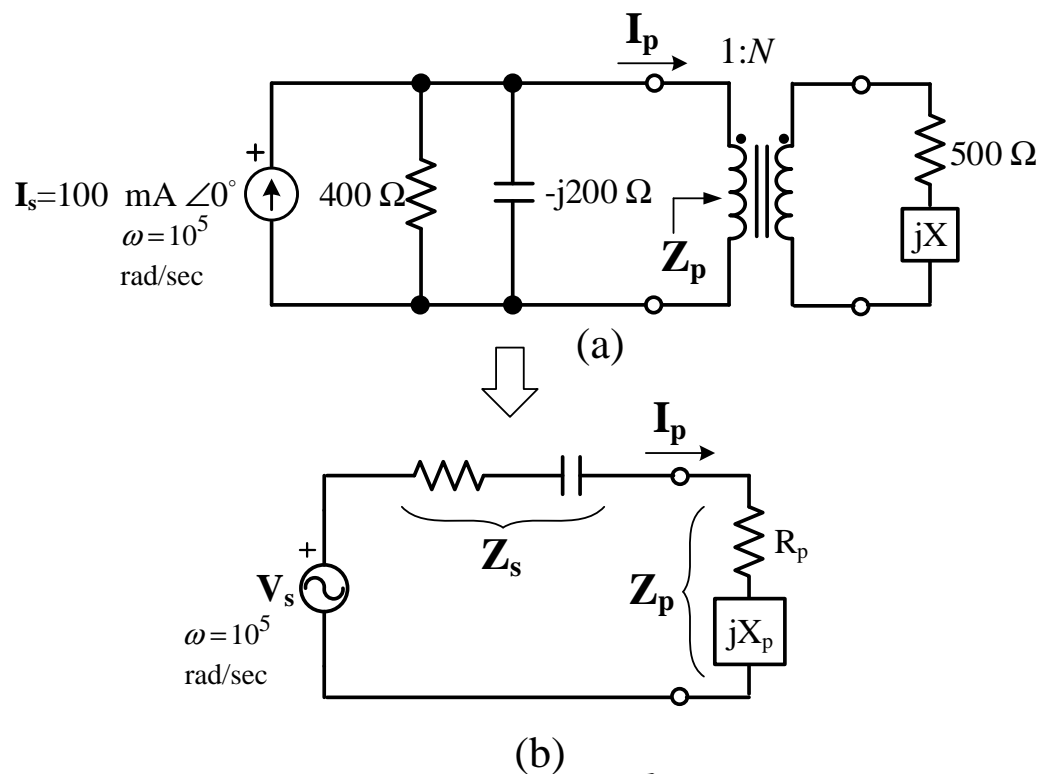 I_p
1:N
+
I_s=100 mA ∠0°
ω=10^5
rad/sec
400 Ω
-j200 Ω
Z_p
500 Ω
jX
(a)
I_p
+
V_s
ω=10^5
rad/sec
Z_s
Z_p
R_p
jX_p
(b)